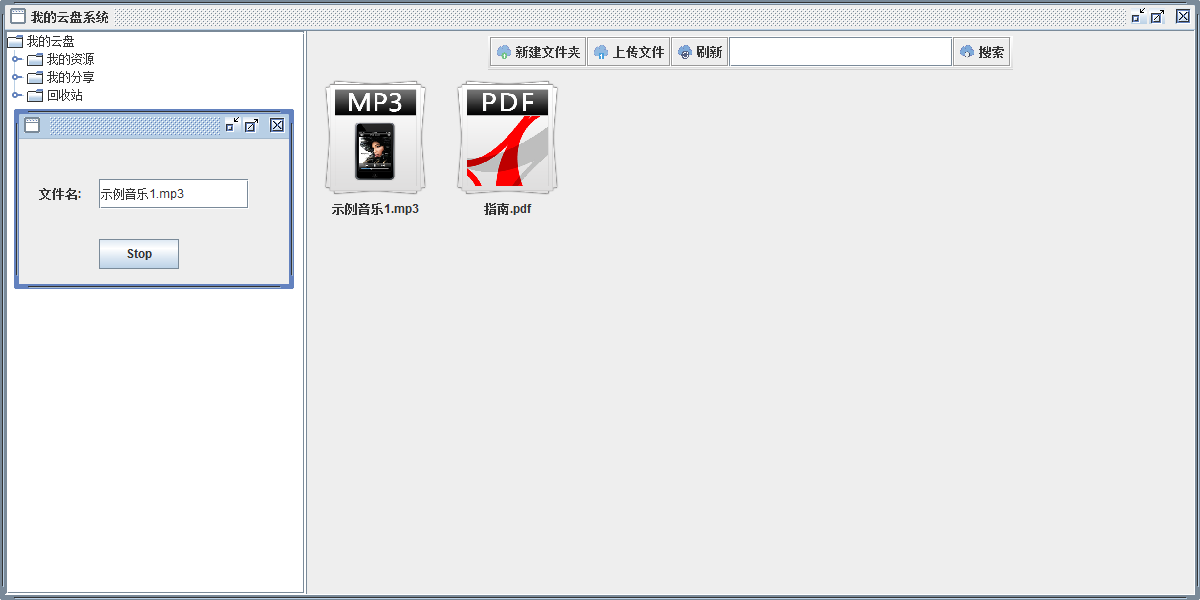 我的云盘系统
我的云盘
我的资源
我的分享
回收站
文件名: 示例音乐1.mp3
Stop
新建文件夹 上传文件 刷新 搜索
MP3 PDF
示例音乐1.mp3 指南.pdf